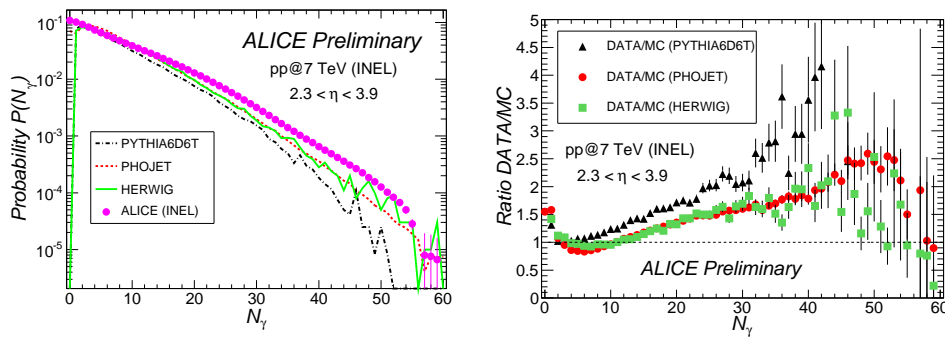 ALICE Preliminary
pp@7 TeV (INEL)
2.3 < η < 3.9
Probability P(Nγ)
1
10⁻¹
10⁻²
10⁻³
10⁻⁴
10⁻⁵
PYTHIA6D6T
PHOJET
HERWIG
ALICE (INEL)
0 10 20 30 40 50 60
Nγ
Ratio DATA/MC
5
4.5
4
3.5
3
2.5
2
1.5
1
0.5
0
DATA/MC (PYTHIA6D6T)
DATA/MC (PHOJET)
DATA/MC (HERWIG)
pp@7 TeV (INEL)
2.3 < η < 3.9
ALICE Preliminary
0 10 20 30 40 50 60
Nγ